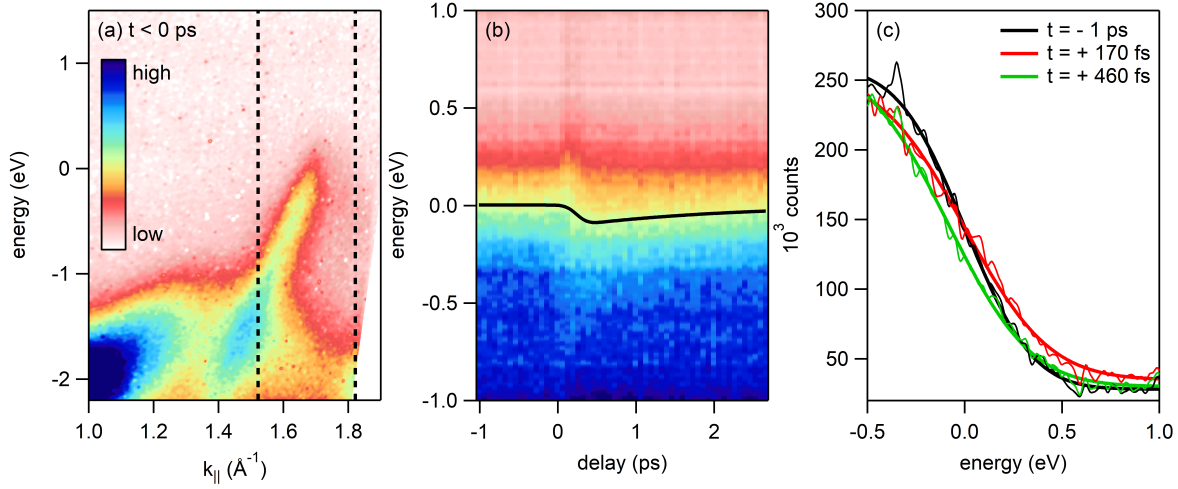 (a) t < 0 ps
high
low
energy (eV)
1
0
-1
-2
1.0
1.2
1.4
1.6
1.8
k|| (Å-1)
(b)
energy (eV)
1.0
0.5
0.0
-0.5
-1.0
-1
0
1
2
delay (ps)
(c)
t = - 1 ps
t = + 170 fs
t = + 460 fs
10³ counts
300
250
200
150
100
50
-0.5
0.0
0.5
1.0
energy (eV)